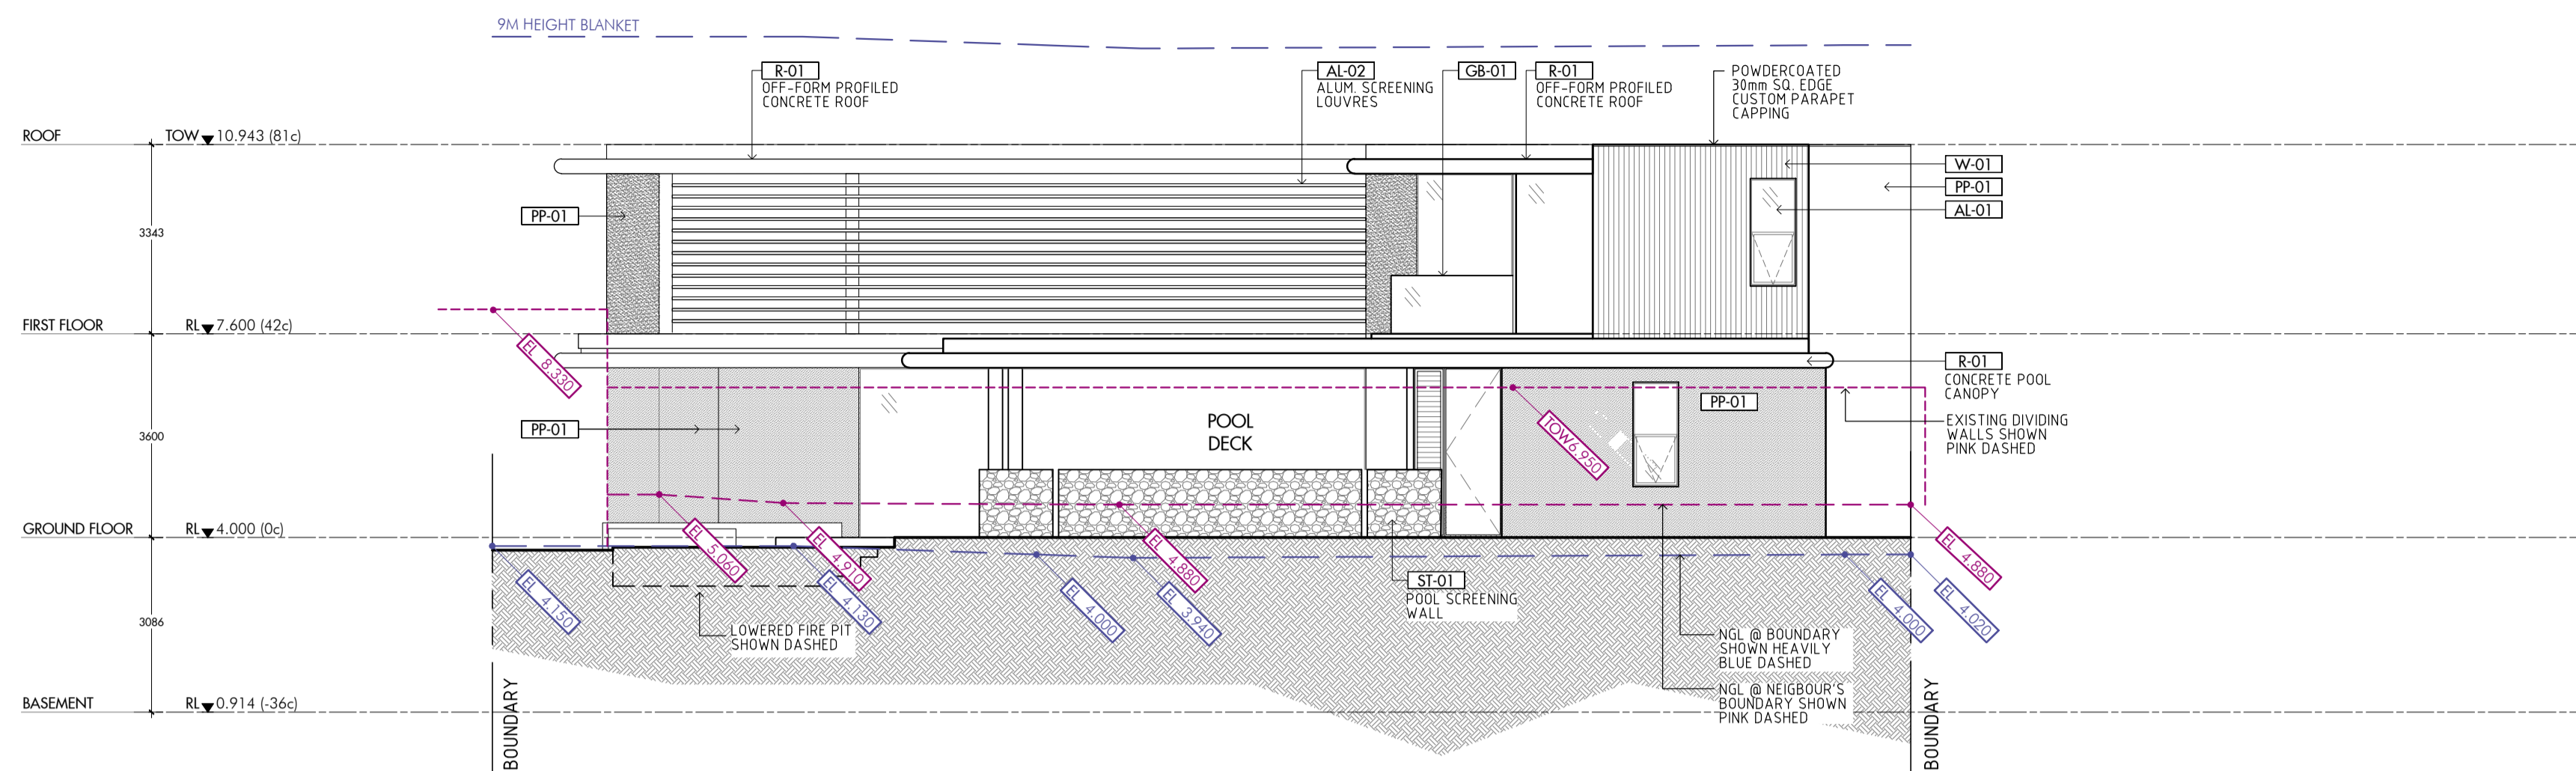 9M HEIGHT BLANKET
R-01
OFF-FORM PROFILED
CONCRETE ROOF
AL-02
ALUM. SCREENING
LOUVRES
GB-01
R-01
OFF-FORM PROFILED
CONCRETE ROOF
POWDERCOATED
30mm SQ. EDGE
CUSTOM PARAPET
CAPPING
ROOF
TOW 10.943 (81c)
W-01
PP-01
AL-01
PP-01
3343
FIRST FLOOR
RL 7.600 (42c)
EL 8.330
R-01
CONCRETE POOL
CANOPY
PP-01
POOL
DECK
PP-01
EXISTING DIVIDING
WALLS SHOWN
PINK DASHED
TOW6.950
3600
PP-01
GROUND FLOOR
RL 4.000 (0c)
EL 5.060
EL 4.910
EL 4.880
EL 4.880
EL 4.150
EL 4.130
EL 4.000
EL 3.940
ST-01
POOL SCREENING
WALL
EL 4.000
EL 4.020
3086
LOWERED FIRE PIT
SHOWN DASHED
NGL @ BOUNDARY
SHOWN HEAVILY
BLUE DASHED
NGL @ NEIGBOUR'S
BOUNDARY SHOWN
PINK DASHED
BASEMENT
RL 0.914 (-36c)
BOUNDARY
BOUNDARY